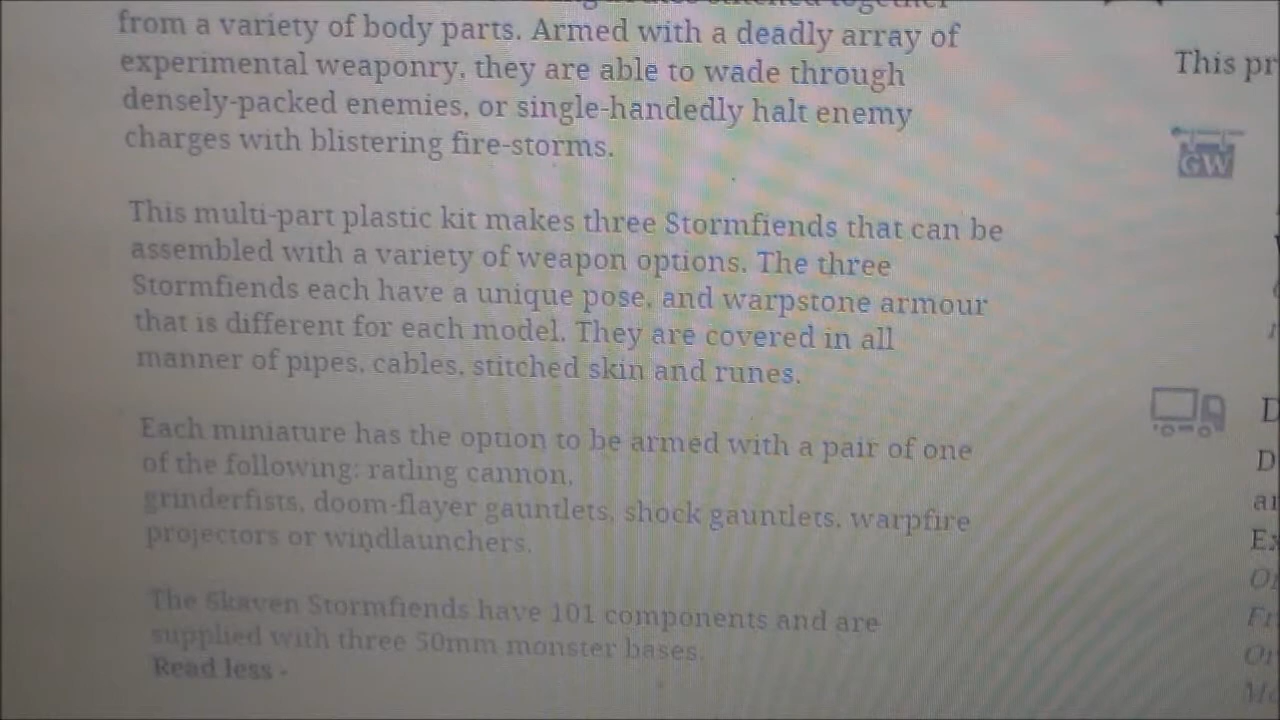 together
from a variety of body parts. Armed with a deadly array of
experimental weaponry, they are able to wade through
densely-packed enemies, or single-handedly halt enemy
charges with blistering fire-storms.
This multi-part plastic kit makes three Stormfiends that can be
assembled with a variety of weapon options. The three
Stormfiends each have a unique pose, and warpstone armour
that is different for each model. They are covered in all
manner of pipes, cables, stitched skin and runes.
Each miniature has the option to be armed with a pair of one
of the following: ratling cannon,
grinderfists, doom-flayer gauntlets, shock gauntlets, warpfire
projectors or windlaunchers.
The Skaven Stormfiends have 101 components and are
supplied with three 50mm monster bases.
Read less -
This pr
GW
D
D
ar
Ex